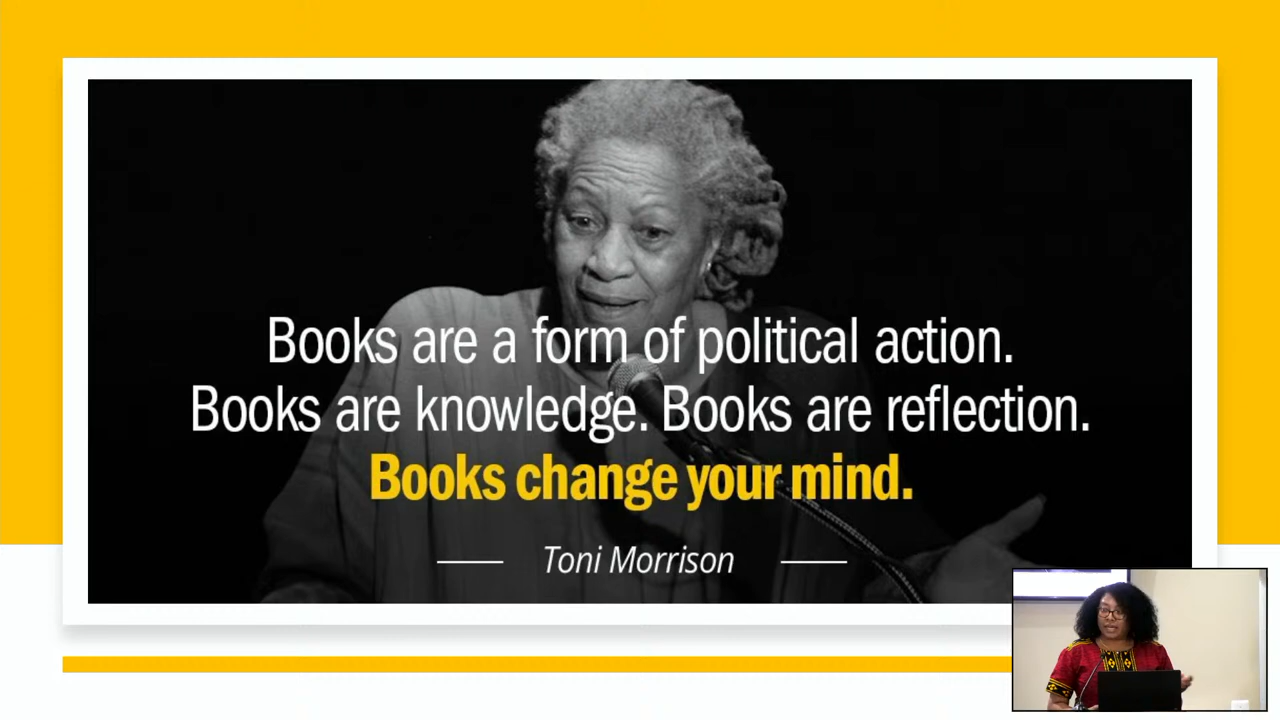 Books are a form of political action.
Books are knowledge. Books are reflection.
Books change your mind.
Toni Morrison